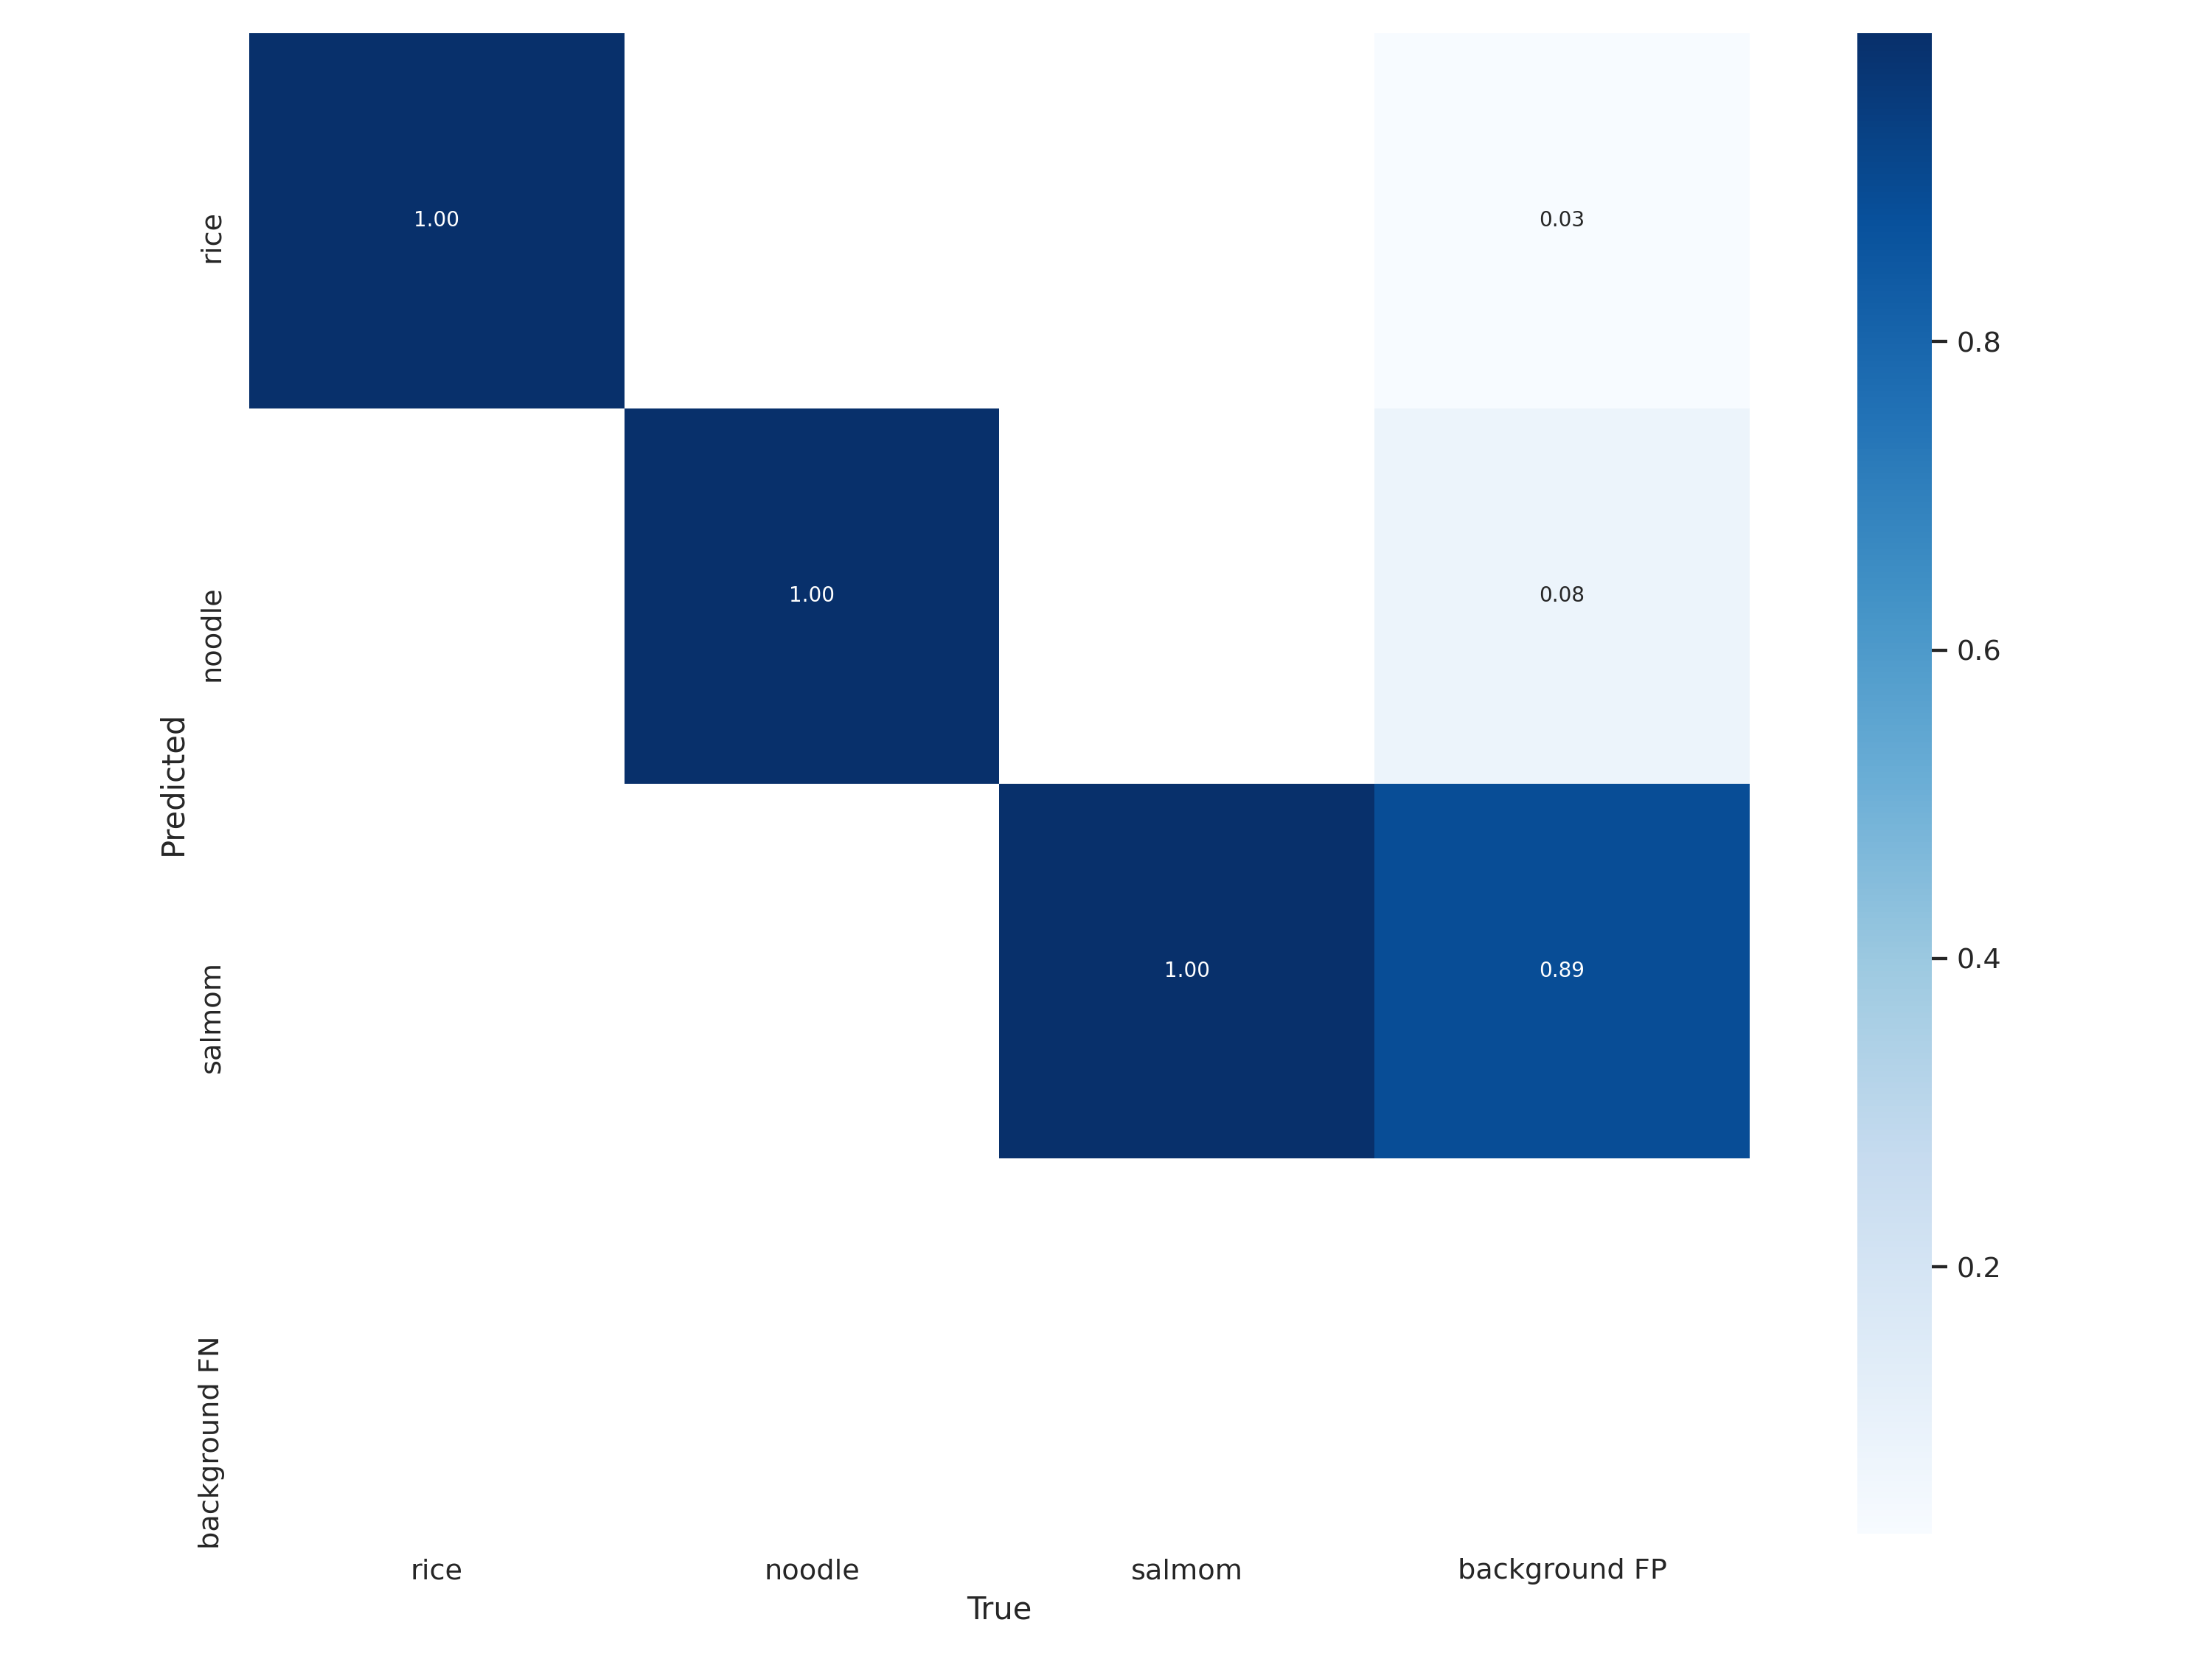 rice
1.00
0.03
noodle
1.00
0.08
salmom
1.00
0.89
background FN
Predicted
rice
noodle
salmom
background FP
True
0.8
0.6
0.4
0.2